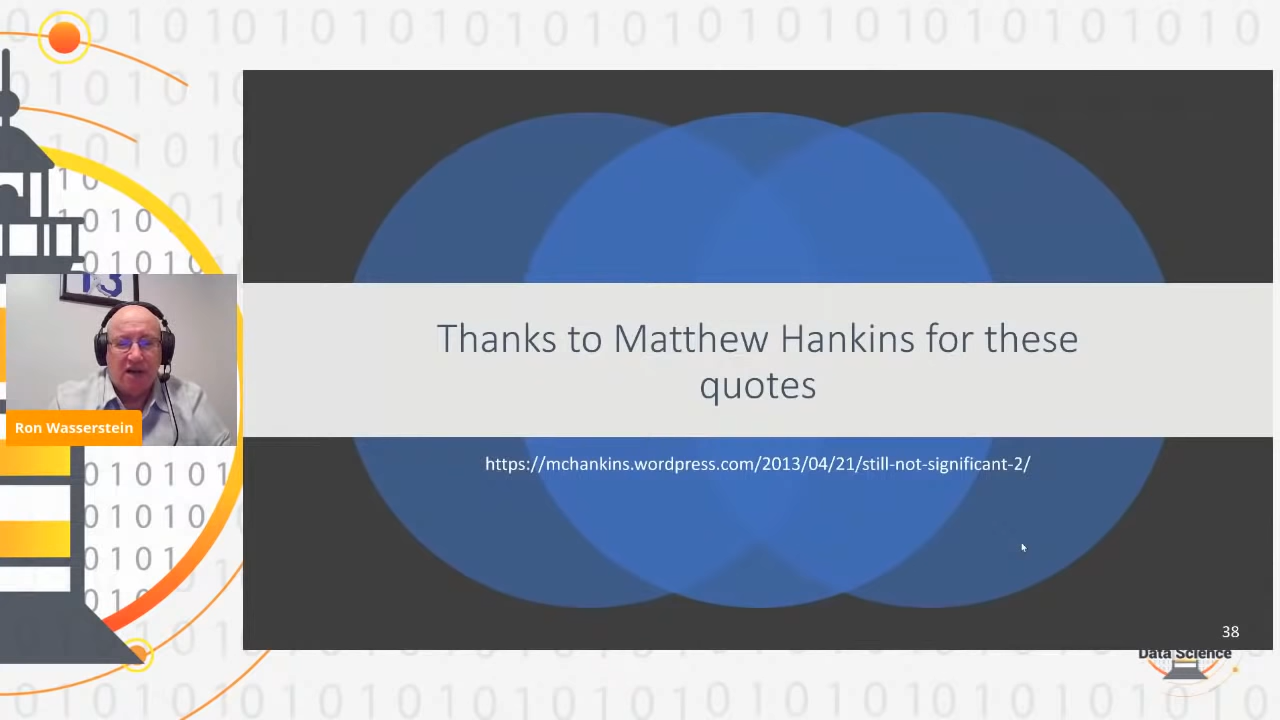 Thanks to Matthew Hankins for these
quotes
https://mchankins.wordpress.com/2013/04/21/still-not-significant-2/
13
Ron Wasserstein
38
Data Science